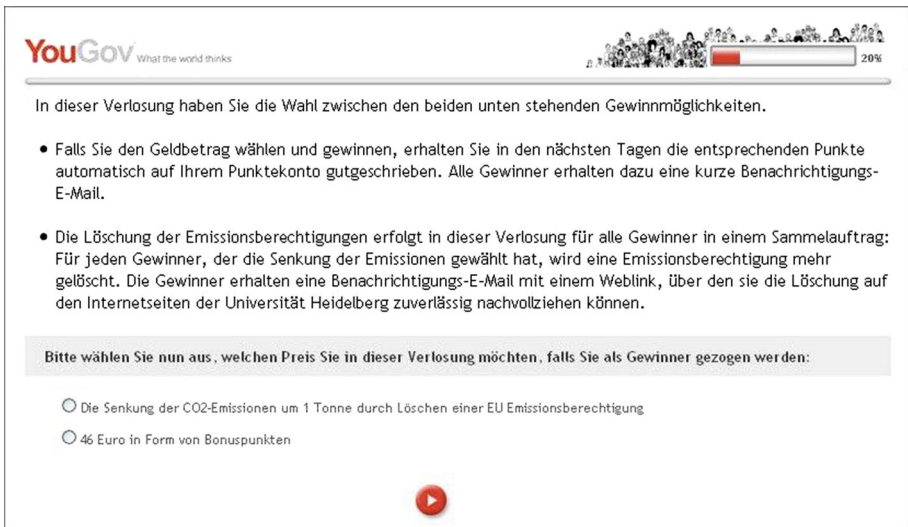 YouGov What the world thinks
20%
In dieser Verlosung haben Sie die Wahl zwischen den beiden unten stehenden Gewinnmöglichkeiten.
• Falls Sie den Geldbetrag wählen und gewinnen, erhalten Sie in den nächsten Tagen die entsprechenden Punkte
automatisch auf Ihrem Punktekonto gutgeschrieben. Alle Gewinner erhalten dazu eine kurze Benachrichtigungs-
E-Mail.
• Die Löschung der Emissionsberechtigungen erfolgt in dieser Verlosung für alle Gewinner in einem Sammelauftrag:
Für jeden Gewinner, der die Senkung der Emissionen gewählt hat, wird eine Emissionsberechtigung mehr
gelöscht. Die Gewinner erhalten eine Benachrichtigungs-E-Mail mit einem Weblink, über den sie die Löschung auf
den Internetseiten der Universität Heidelberg zuverlässig nachvollziehen können.
Bitte wählen Sie nun aus, welchen Preis Sie in dieser Verlosung möchten, falls Sie als Gewinner gezogen werden:
Die Senkung der CO2-Emissionen um 1 Tonne durch Löschen einer EU Emissionsberechtigung
46 Euro in Form von Bonuspunkten